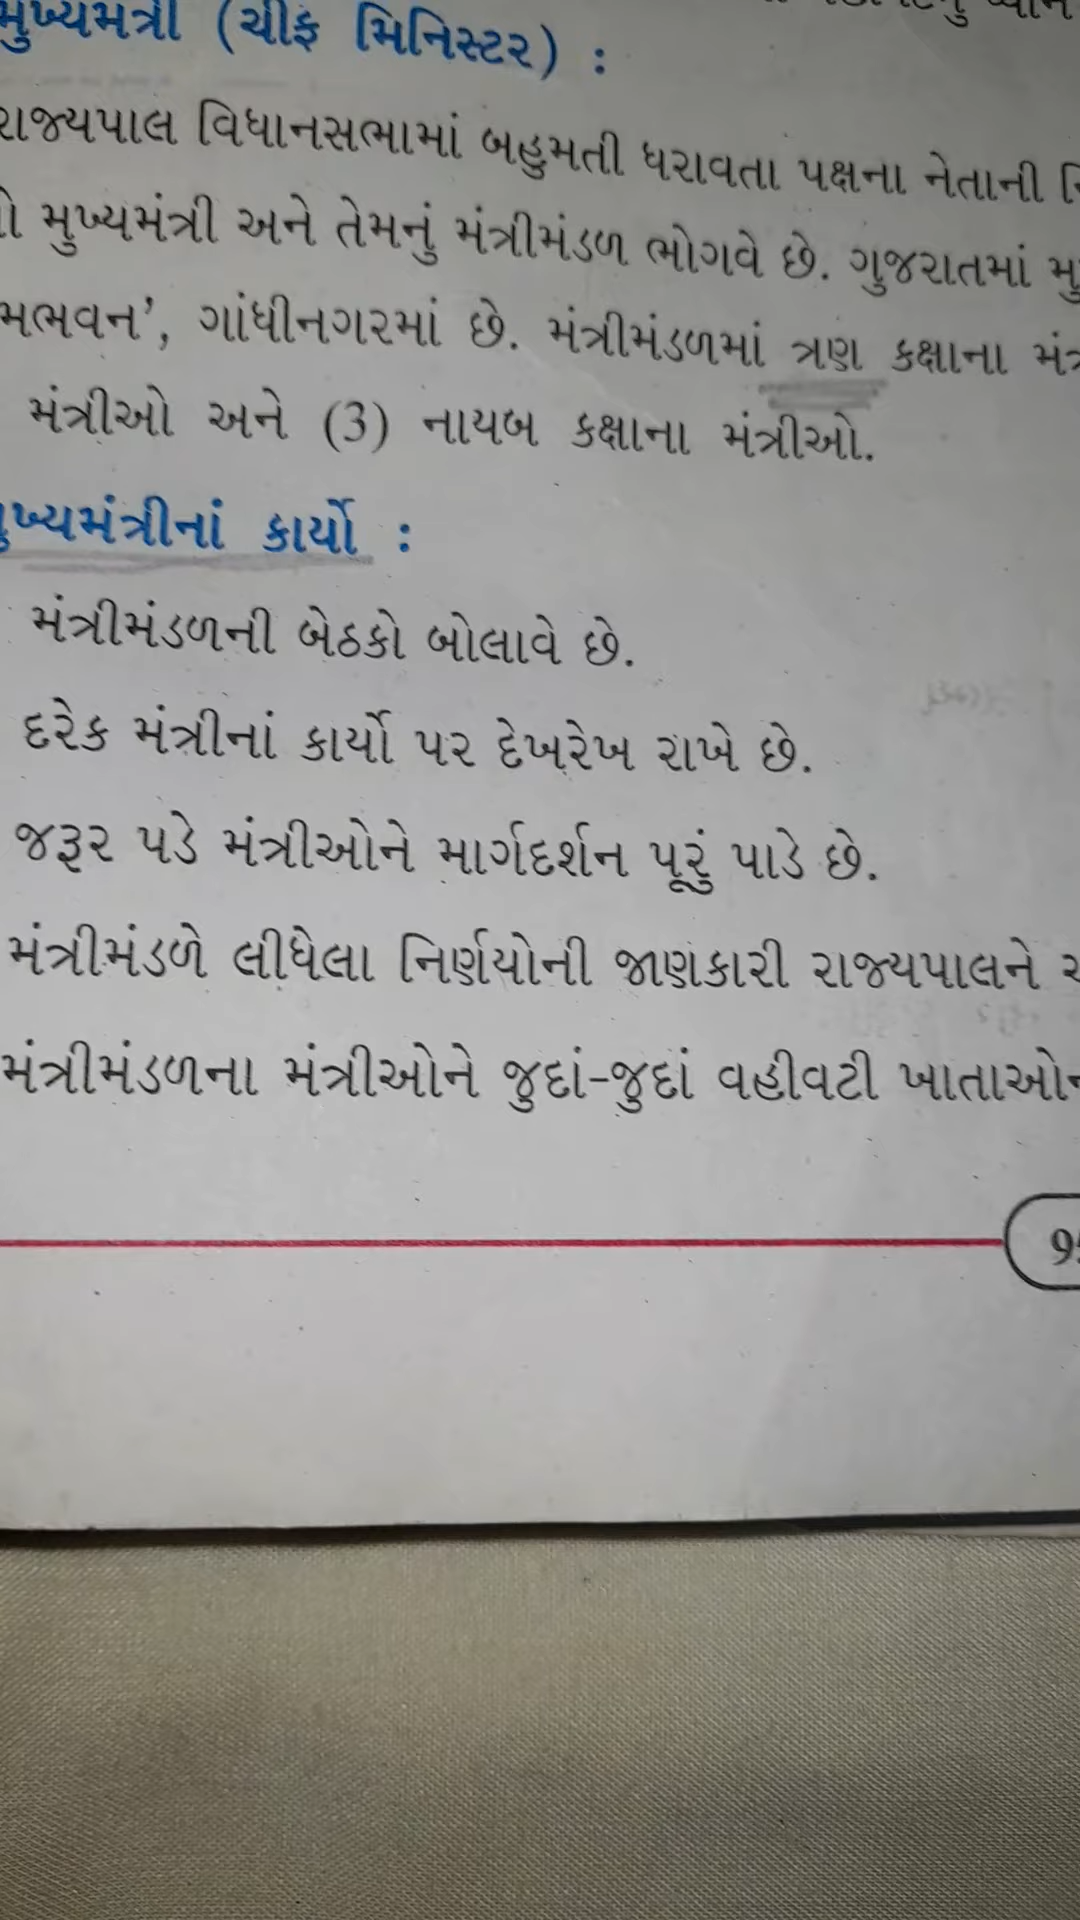 મુખ્યમંત્રી (ચીફ મિનિસ્ટર) :
રાજ્યપાલ વિધાનસભામાં બહુમતી ધરાવતા પક્ષના નેતાની
મુખ્યમંત્રી અને તેમનું મંત્રીમંડળ ભોગવે છે. ગુજરાતમાં
મભવન', ગાંધીનગરમાં છે. મંત્રીમંડળમાં ત્રણ કક્ષાના
મંત્રીઓ અને (3) નાયબ કક્ષાના મંત્રીઓ.
મુખ્યમંત્રીનાં કાર્યો :
મંત્રીમંડળની બેઠકો બોલાવે છે.
દરેક મંત્રીનાં કાર્યો પર દેખરેખ રાખે છે.
જરૂર પડે મંત્રીઓને માર્ગદર્શન પૂરું પાડે છે.
મંત્રીમંડળે લીધેલા નિર્ણયોની જાણકારી રાજ્યપાલને
મંત્રીમંડળના મંત્રીઓને જુદાં-જુદાં વહીવટી